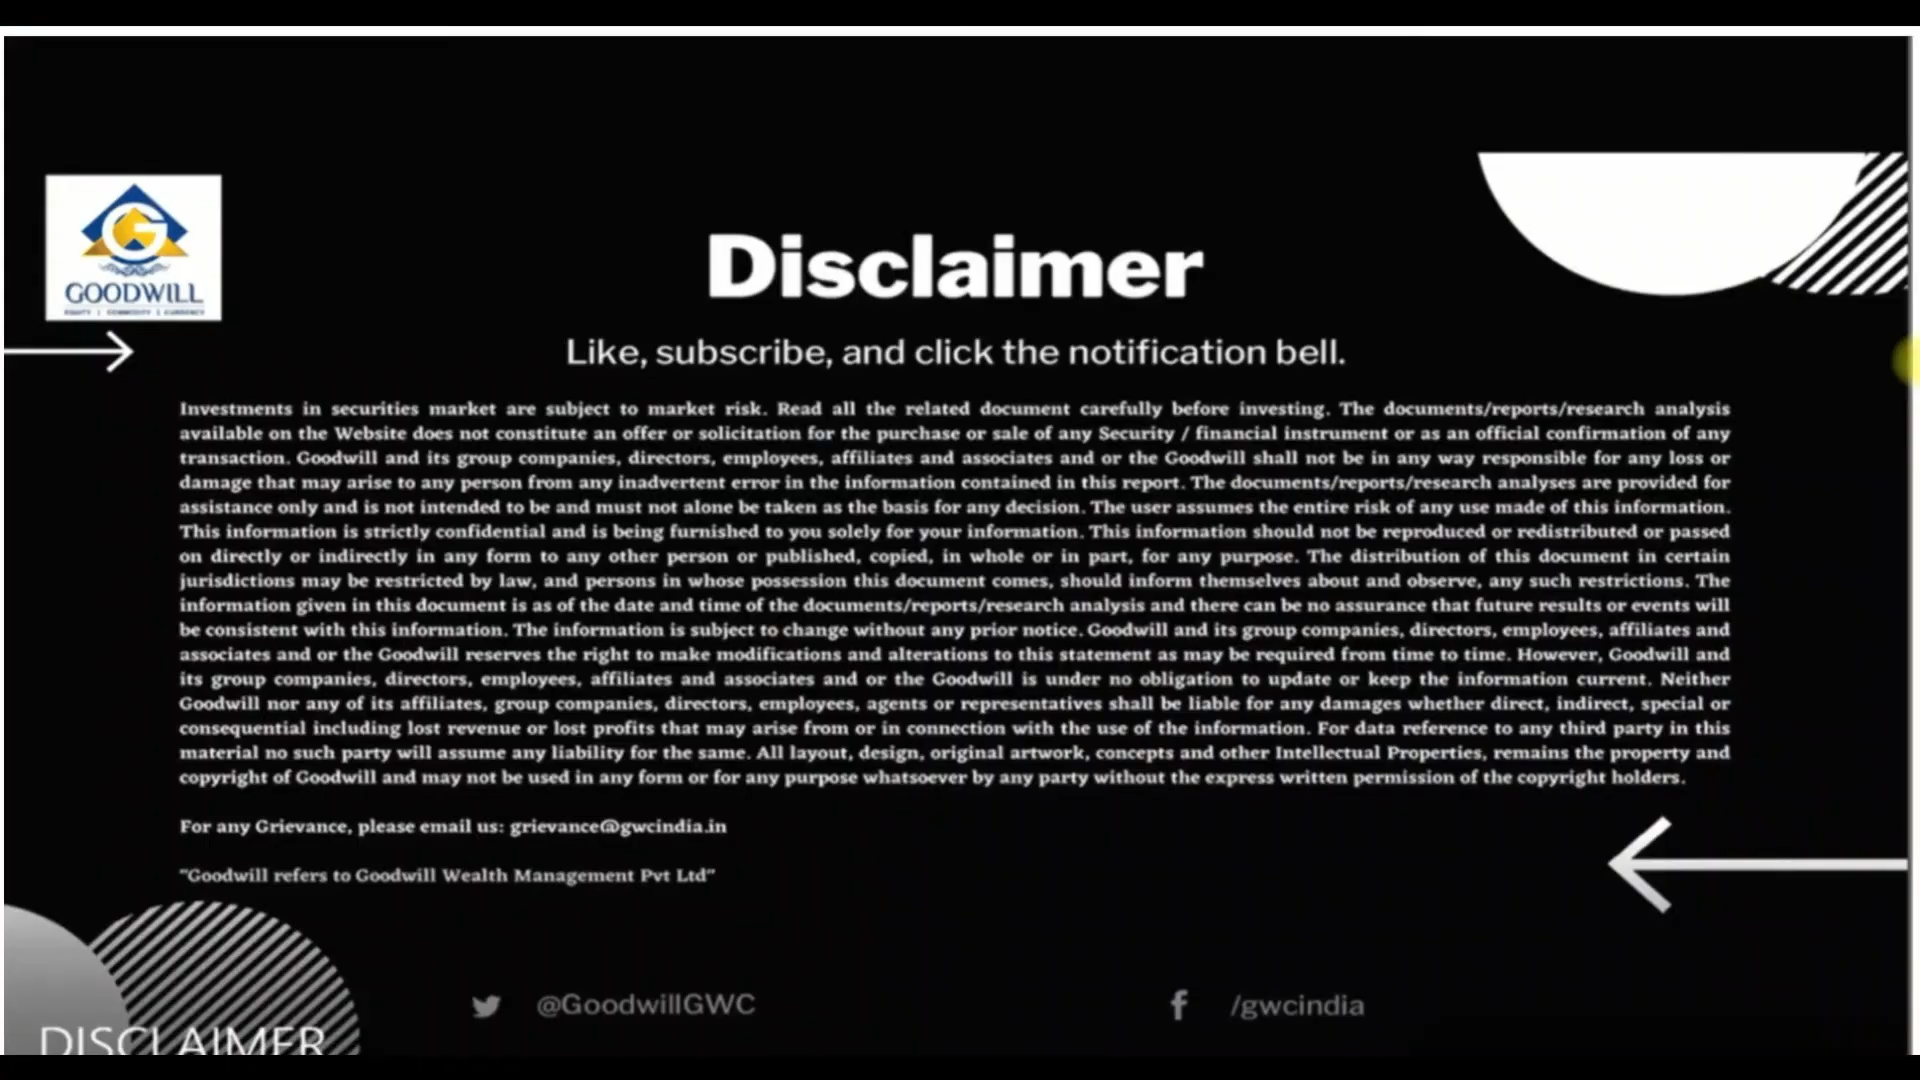 GOODWILL
EQUITY | COMMODITY | CURRENCY
Disclaimer
Like, subscribe, and click the notification bell.
Investments in securities market are subject to market risk. Read all the related document carefully before investing. The documents/reports/research analysis
available on the Website does not constitute an offer or solicitation for the purchase or sale of any Security / financial instrument or as an official confirmation of any
transaction. Goodwill and its group companies, directors, employees, affiliates and associates and or the Goodwill shall not be in any way responsible for any loss or
damage that may arise to any person from any inadvertent error in the information contained in this report. The documents/reports/research analyses are provided for
assistance only and is not intended to be and must not alone be taken as the basis for any decision. The user assumes the entire risk of any use made of this information.
This information is strictly confidential and is being furnished to you solely for your information. This information should not be reproduced or redistributed or passed
on directly or indirectly in any form to any other person or published, copied, in whole or in part, for any purpose. The distribution of this document in certain
jurisdictions may be restricted by law, and persons in whose possession this document comes, should inform themselves about and observe, any such restrictions. The
information given in this document is as of the date and time of the documents/reports/research analysis and there can be no assurance that future results or events will
be consistent with this information. The information is subject to change without any prior notice. Goodwill and its group companies, directors, employees, affiliates and
associates and or the Goodwill reserves the right to make modifications and alterations to this statement as may be required from time to time. However, Goodwill and
its group companies, directors, employees, affiliates and associates and or the Goodwill is under no obligation to update or keep the information current. Neither
Goodwill nor any of its affiliates, group companies, directors, employees, agents or representatives shall be liable for any damages whether direct, indirect, special or
consequential including lost revenue or lost profits that may arise from or in connection with the use of the information. For data reference to any third party in this
material no such party will assume any liability for the same. All layout, design, original artwork, concepts and other Intellectual Properties, remains the property and
copyright of Goodwill and may not be used in any form or for any purpose whatsoever by any party without the express written permission of the copyright holders.
For any Grievance, please email us: grievance@gwcindia.in
"Goodwill refers to Goodwill Wealth Management Pvt Ltd"
@GoodwillGWC
/gwcindia
DISCLAIMER